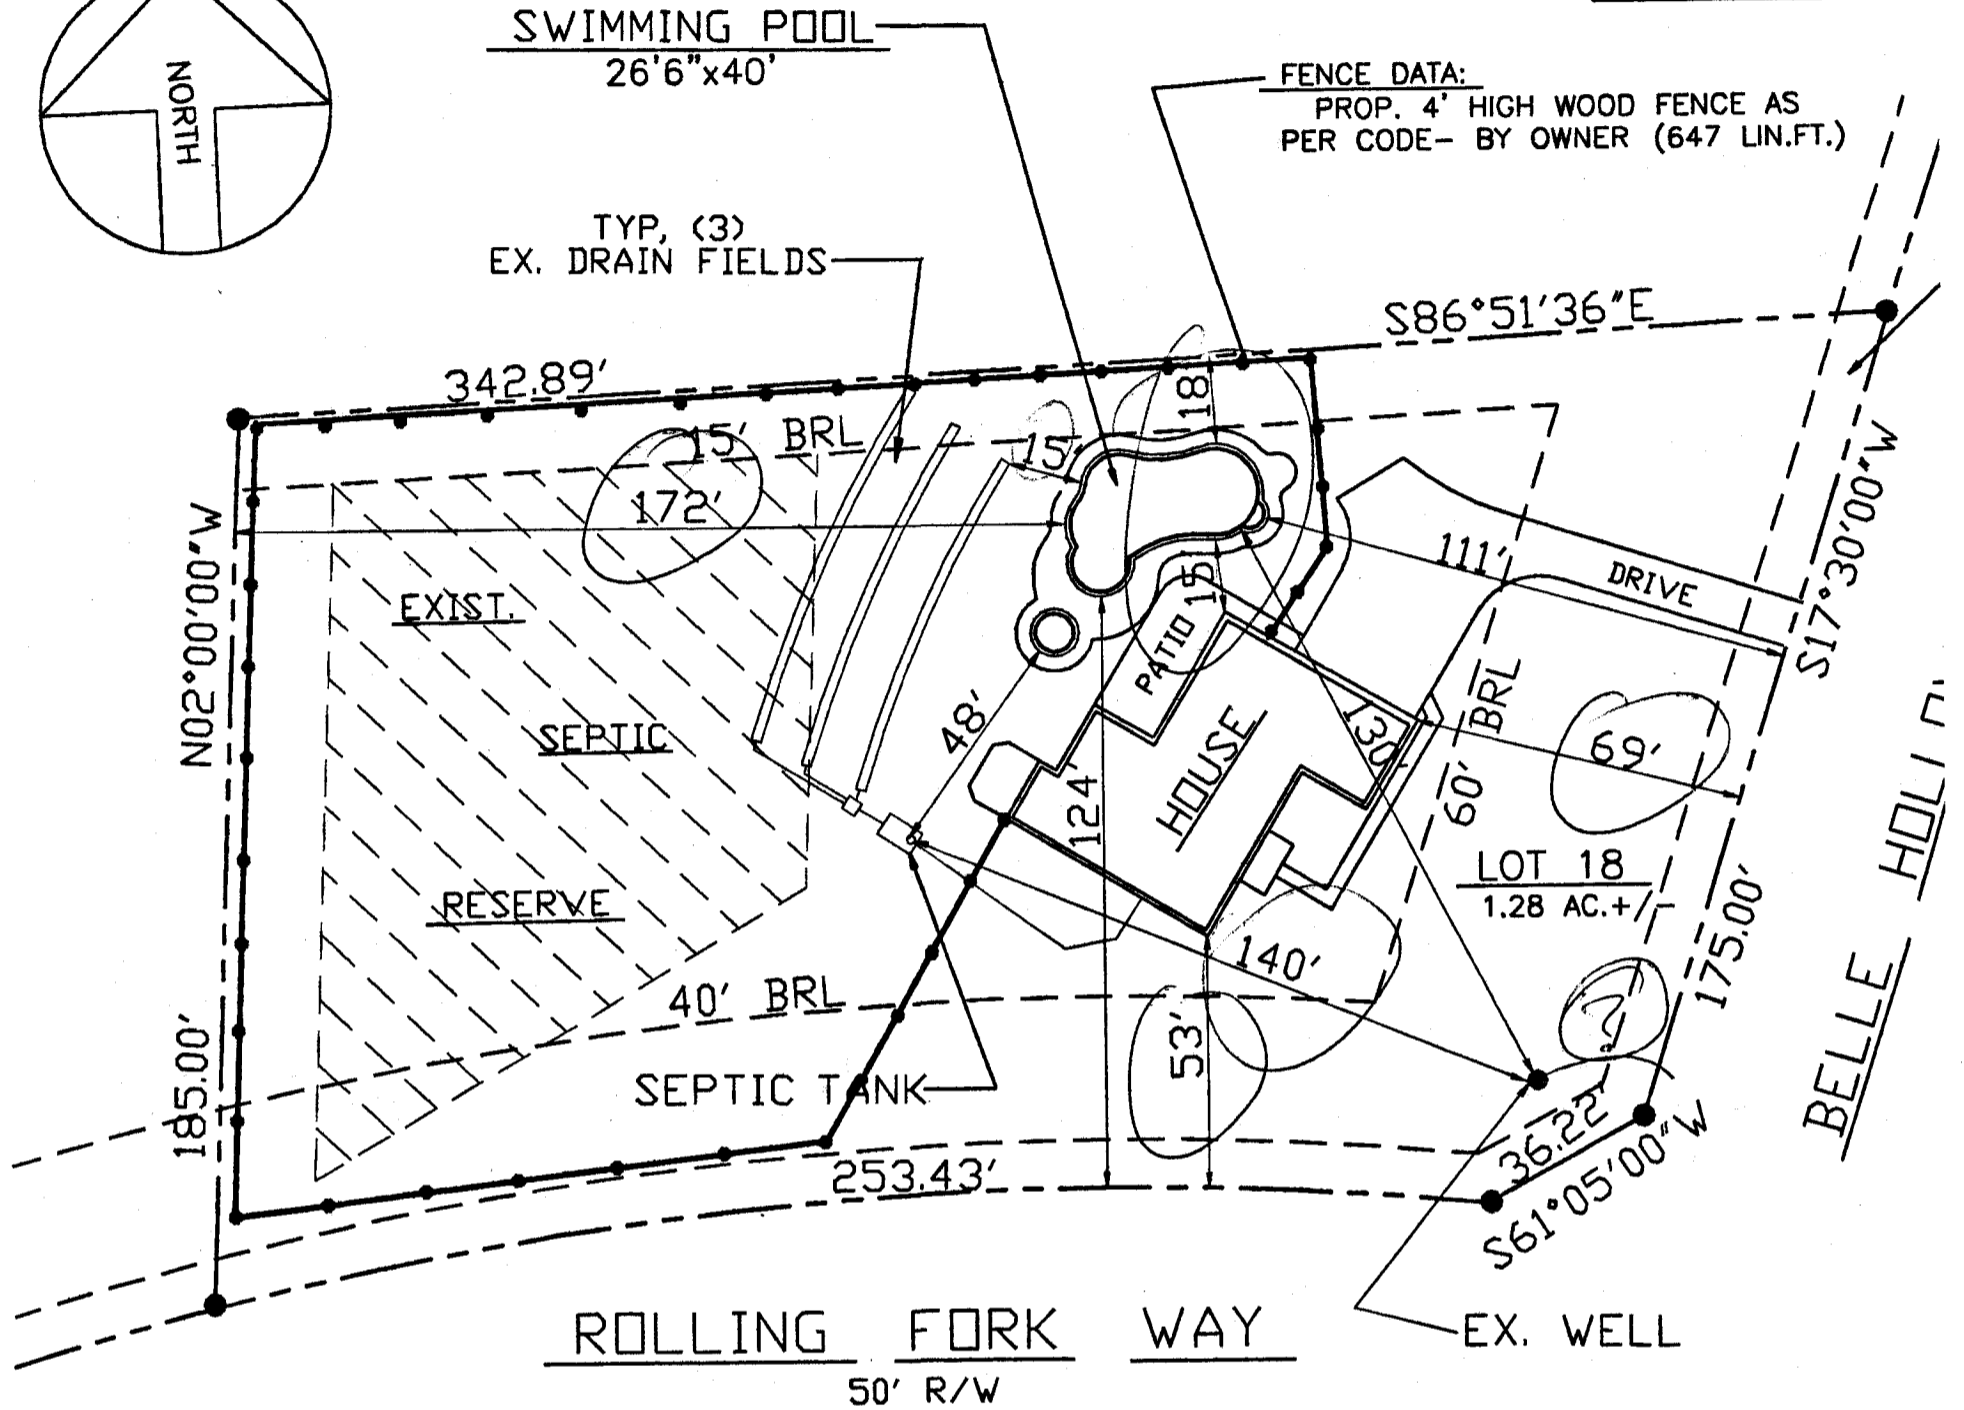 SWIMMING POOL
26'6"x40'
NORTH
FENCE DATA:
PROP. 4' HIGH WOOD FENCE AS
PER CODE- BY OWNER (647 LIN.FT.)
TYP, (3)
EX. DRAIN FIELDS
S86°51'36"E
342.89'
18'
15' BRL
15'
172'
111'
DRIVE
S17°30'00"W
N02°00'00"W
EXIST.
15'
PATIO
SEPTIC
48'
HOUSE
130'
60' BRL
69'
124'
RESERVE
LOT 18
1.28 AC.+/-
175.00'
BELLE
140'
40' BRL
53'
185.00'
SEPTIC TANK
253.43'
36.22'
S61°05'00"W
ROLLING FORK WAY
50' R/W
EX. WELL